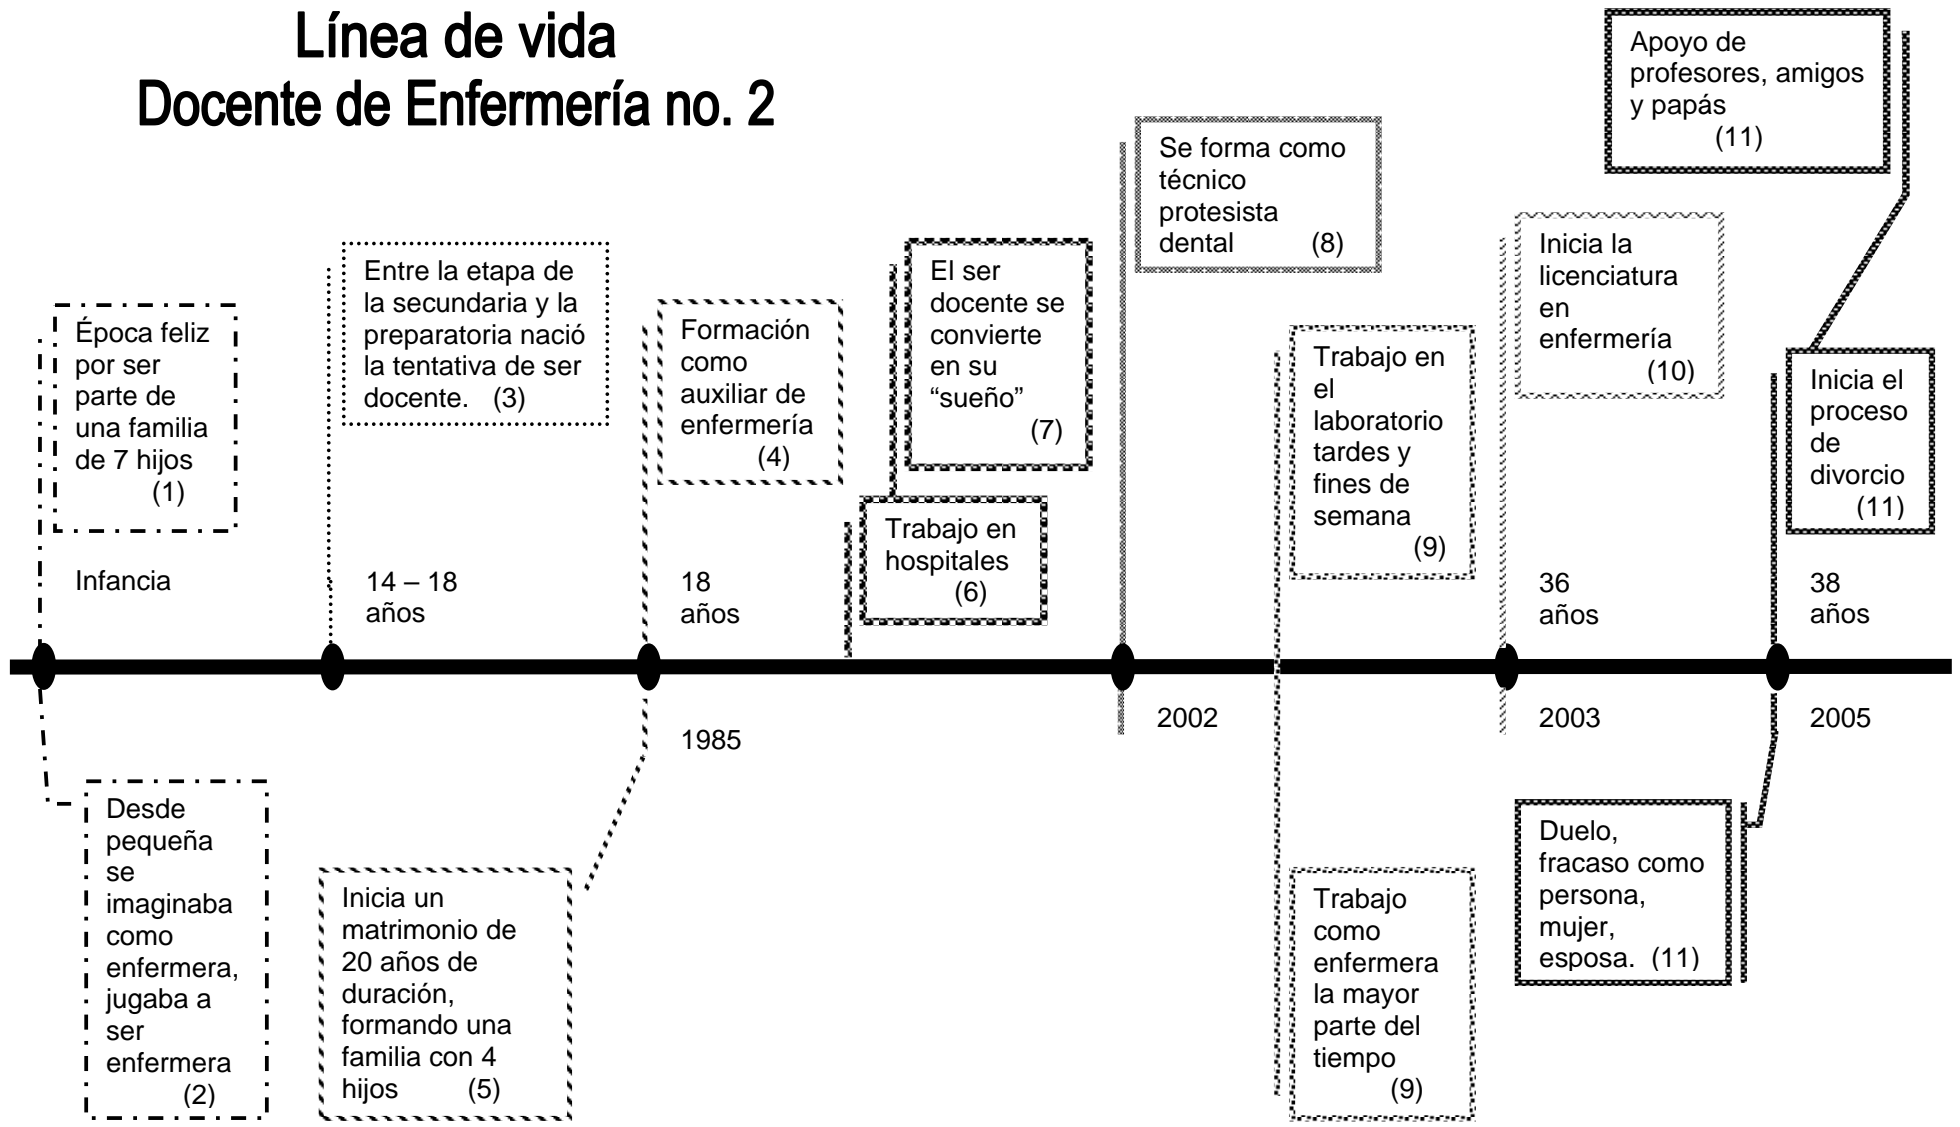 Línea de vida
Docente de Enfermería no. 2
Época feliz
por ser
parte de
una familia
de 7 hijos
(1)
Infancia
Desde
pequeña
se
imaginaba
como
enfermera,
jugaba a
ser
enfermera
(2)
Entre la etapa de
la secundaria y la
preparatoria nació
la tentativa de ser
docente. (3)
14 – 18
años
Formación
como
auxiliar de
enfermería
(4)
18
años
1985
Inicia un
matrimonio de
20 años de
duración,
formando una
familia con 4
hijos (5)
Trabajo en
hospitales
(6)
El ser
docente se
convierte
en su
“sueño”
(7)
Se forma como
técnico
protesista
dental (8)
2002
Trabajo en
el
laboratorio
tardes y
fines de
semana
(9)
Trabajo
como
enfermera
la mayor
parte del
tiempo
(9)
Inicia la
licenciatura
en
enfermería
(10)
36
años
2003
Apoyo de
profesores, amigos
y papás
(11)
Inicia el
proceso
de
divorcio
(11)
38
años
2005
Duelo,
fracaso como
persona,
mujer,
esposa. (11)